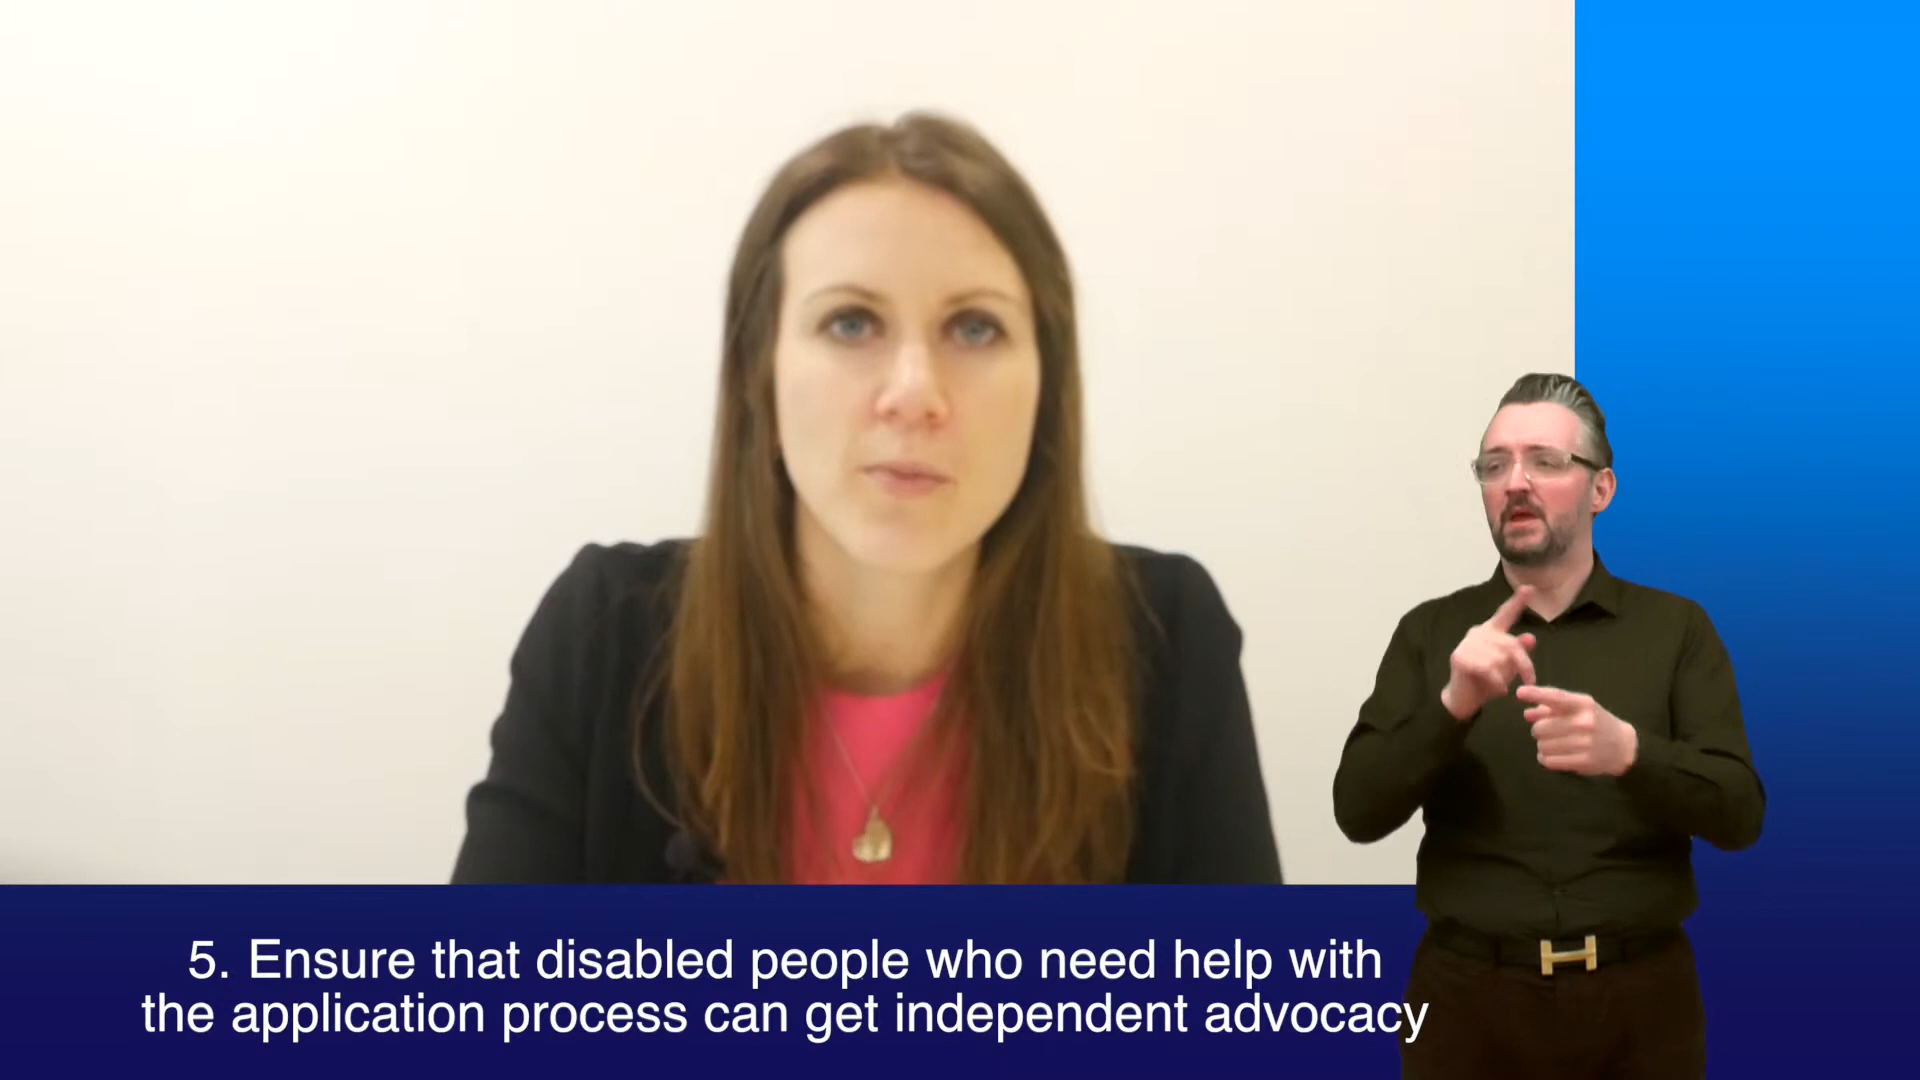 5. Ensure that disabled people who need help with
the application process can get independent advocacy